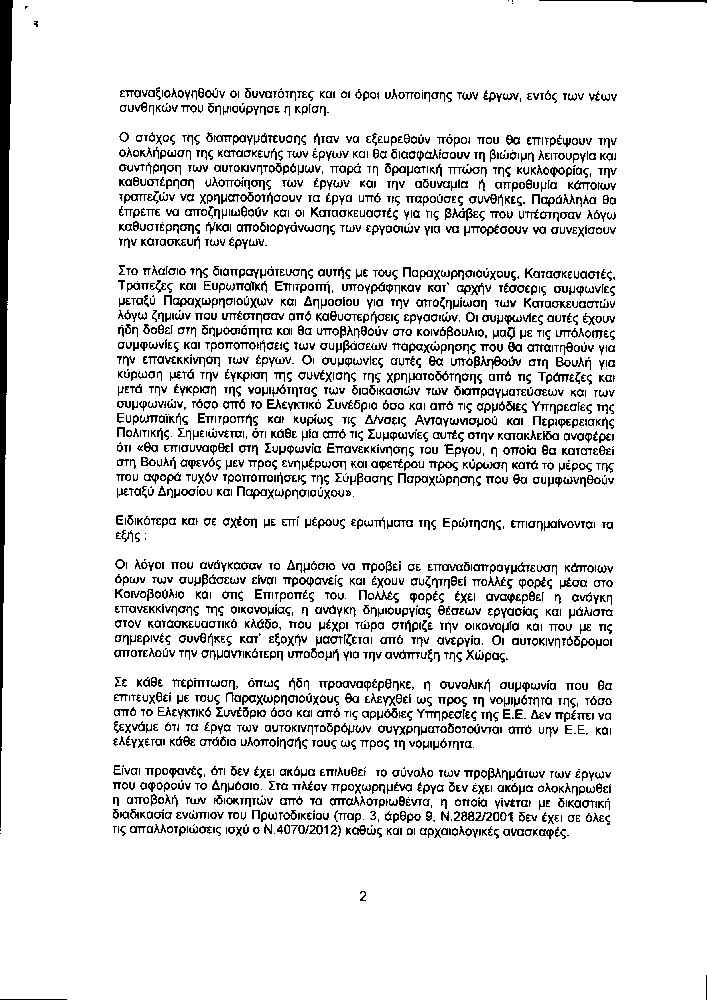 επαναξιολογηθούν οι δυνατότητες και οι όροι υλοποίησης των έργων, εντός των νέων
συνθηκών που δημιούργησε η κρίση.
Ο στόχος της διαπραγμάτευσης ήταν να εξευρεθούν πόροι που θα επιτρέψουν την
ολοκλήρωση της κατασκευής των έργων και θα διασφαλίσουν τη βιώσιμη λειτουργία και
συντήρηση των αυτοκινητοδρόμων, παρά τη δραματική πτώση της κυκλοφορίας, την
καθυστέρηση υλοποίησης των έργων και την αδυναμία ή απροθυμία κάποιων
τραπεζών να χρηματοδοτήσουν τα έργα υπό τις παρούσες συνθήκες. Παράλληλα θα
έπρεπε να αποζημιωθούν και οι Κατασκευαστές για τις βλάβες που υπέστησαν λόγω
καθυστέρησης ή/και αποδιοργάνωσης των εργασιών για να μπορέσουν να συνεχίσουν
την κατασκευή των έργων.
Στο πλαίσιο της διαπραγμάτευσης αυτής με τους Παραχωρησιούχους, Κατασκευαστές,
Τράπεζες και Ευρωπαϊκή Επιτροπή, υπογράφηκαν κατ’ αρχήν τέσσερις συμφωνίες
μεταξύ Παραχωρησιούχων και Δημοσίου για την αποζημίωση των Κατασκευαστών
λόγω ζημιών που υπέστησαν από καθυστερήσεις εργασιών. Οι συμφωνίες αυτές έχουν
ήδη δοθεί στη δημοσιότητα και θα υποβληθούν στο κοινόβουλιο, μαζί με τις υπόλοιπες
συμφωνίες και τροποποιήσεις των συμβάσεων παραχώρησης που θα απαιτηθούν για
την επανεκκίνηση των έργων. Οι συμφωνίες αυτές θα υποβληθούν στη Βουλή για
κύρωση μετά την έγκριση της συνέχισης της χρηματοδότησης από τις Τράπεζες και
μετά την έγκριση της νομιμότητας των διαδικασιών των διαπραγματεύσεων και των
συμφωνιών, τόσο από το Ελεγκτικό Συνέδριο όσο και από τις αρμόδιες Υπηρεσίες της
Ευρωπαϊκής Επιτροπής και κυρίως τις Δ/νσεις Ανταγωνισμού και Περιφερειακής
Πολιτικής. Σημειώνεται, ότι κάθε μία από τις Συμφωνίες αυτές στην κατακλείδα αναφέρει
ότι «θα επισυναφθεί στη Συμφωνία Επανεκκίνησης του Έργου, η οποία θα κατατεθεί
στη Βουλή αφενός μεν προς ενημέρωση και αφετέρου προς κύρωση κατά το μέρος της
που αφορά τυχόν τροποποιήσεις της Σύμβασης Παραχώρησης που θα συμφωνηθούν
μεταξύ Δημοσίου και Παραχωρησιούχου».
Ειδικότερα και σε σχέση με επί μέρους ερωτήματα της Ερώτησης, επισημαίνονται τα
εξής :
Οι λόγοι που ανάγκασαν το Δημόσιο να προβεί σε επαναδιαπραγμάτευση κάποιων
όρων των συμβάσεων είναι προφανείς και έχουν συζητηθεί πολλές φορές μέσα στο
Κοινοβούλιο και στις Επιτροπές του. Πολλές φορές έχει αναφερθεί η ανάγκη
επανεκκίνησης της οικονομίας, η ανάγκη δημιουργίας θέσεων εργασίας και μάλιστα
στον κατασκευαστικό κλάδο, που μέχρι τώρα στήριζε την οικονομία και που με τις
σημερινές συνθήκες κατ’ εξοχήν μαστίζεται από την ανεργία. Οι αυτοκινητόδρομοι
αποτελούν την σημαντικότερη υποδομή για την ανάπτυξη της Χώρας.
Σε κάθε περίπτωση, όπως ήδη προαναφέρθηκε, η συνολική συμφωνία που θα
επιτευχθεί με τους Παραχωρησιούχους θα ελεγχθεί ως προς τη νομιμότητα της, τόσο
από το Ελεγκτικό Συνέδριο όσο και από τις αρμόδιες Υπηρεσίες της Ε.Ε. Δεν πρέπει να
ξεχνάμε ότι τα έργα των αυτοκινητοδρόμων συγχρηματοδοτούνται από υην Ε.Ε. και
ελέγχεται κάθε στάδιο υλοποίησής τους ως προς τη νομιμότητα.
Είναι προφανές, ότι δεν έχει ακόμα επιλυθεί το σύνολο των προβλημάτων των έργων
που αφορούν το Δημόσιο. Στα πλέον προχωρημένα έργα δεν έχει ακόμα ολοκληρωθεί
η αποβολή των ιδιοκτητών από τα απαλλοτριωθέντα, η οποία γίνεται με δικαστική
διαδικασία ενώπιον του Πρωτοδικείου (παρ. 3, άρθρο 9, Ν.2882/2001 δεν έχει σε όλες
τις απαλλοτριώσεις ισχύ ο Ν.4070/2012) καθώς και οι αρχαιολογικές ανασκαφές.
2